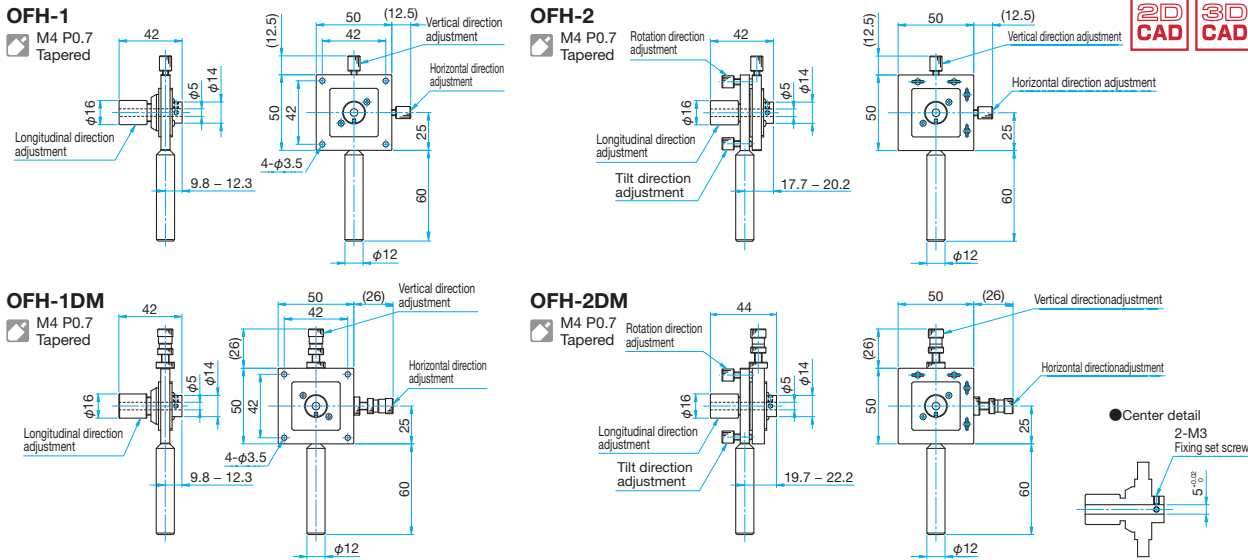 OFH-1
M4 P0.7
Tapered
42
φ16
φ5
φ14
Longitudinal direction
adjustment
9.8 – 12.3
50
(12.5)
42
(12.5)
Vertical direction
adjustment
Horizontal direction
adjustment
50
42
25
4-φ3.5
60
φ12
OFH-2
M4 P0.7
Tapered
Rotation direction
adjustment
42
φ16
φ5
φ14
Longitudinal direction
adjustment
Tilt direction
adjustment
17.7 – 20.2
50
(12.5)
(12.5)
Vertical direction adjustment
Horizontal direction adjustment
50
25
60
φ12
2D
CAD
3D
CAD
OFH-1DM
M4 P0.7
Tapered
42
φ16
φ5
φ14
Longitudinal direction
adjustment
9.8 – 12.3
50
(26)
42
(26)
Vertical direction
adjustment
Horizontal direction
adjustment
50
42
25
4-φ3.5
60
φ12
OFH-2DM
M4 P0.7
Tapered
Rotation direction
adjustment
44
φ16
φ5
φ14
Longitudinal direction
adjustment
Tilt direction
adjustment
19.7 – 22.2
50
(26)
(26)
Vertical directionadjustment
Horizontal directionadjustment
50
25
60
φ12
●Center detail
2-M3
Fixing set screw
5 +0.02 0